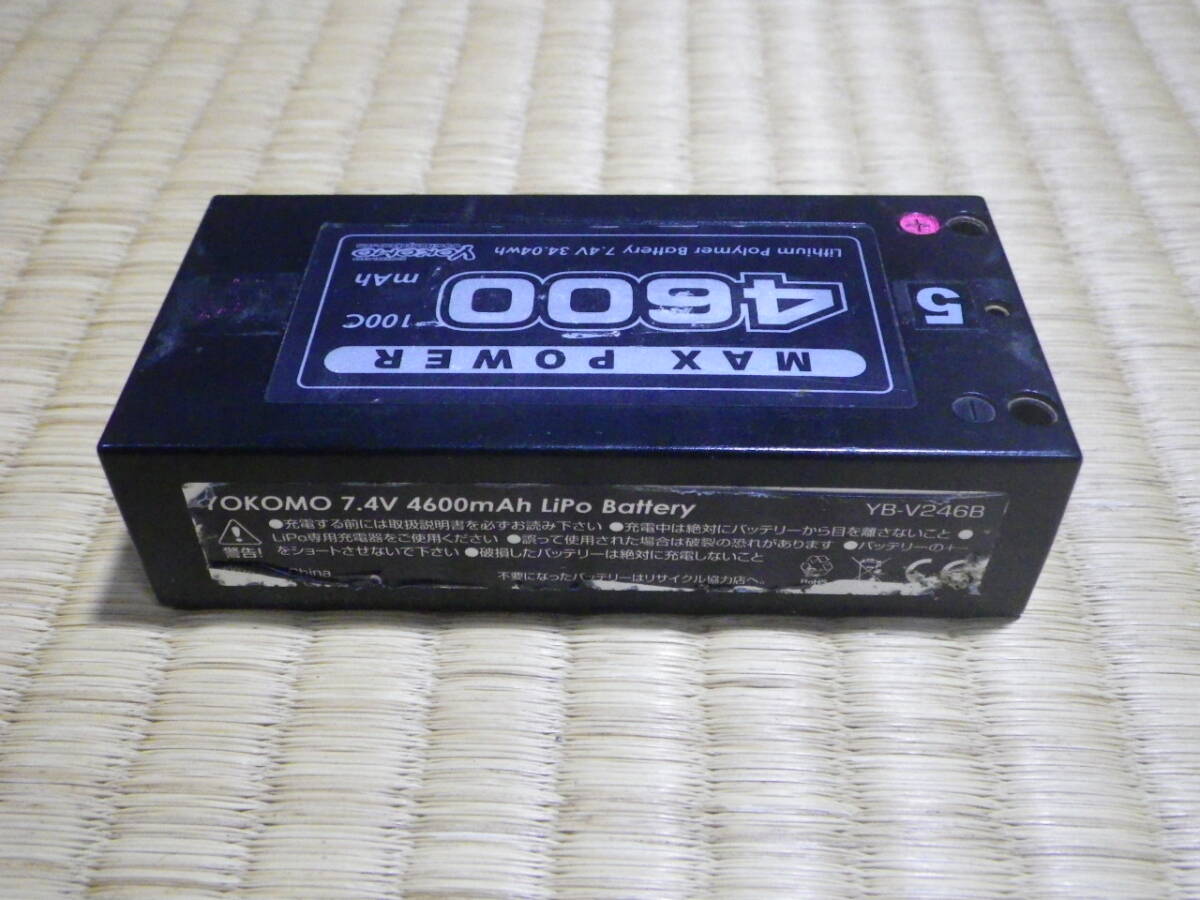 Lithium Polymer Battery 7.4V 34.04wh
YOKOMO
4600
mAh
100C
MAX POWER
5
+
-
YOKOMO 7.4V 4600mAh LiPo Battery
YB-V246B
●充電する前には取扱説明書を必ずお読み下さい ●充電中は絶対にバッテリーから目を離さないこと ●
LiPo専用充電器をご使用ください ●誤って使用された場合は破裂の恐れがあります ●バッテリーの+-
をショートさせないで下さい ●破損したバッテリーは絶対に充電しないこと
警告!
China
不要になったバッテリーはリサイクル協力店へ。
RoHS
CE